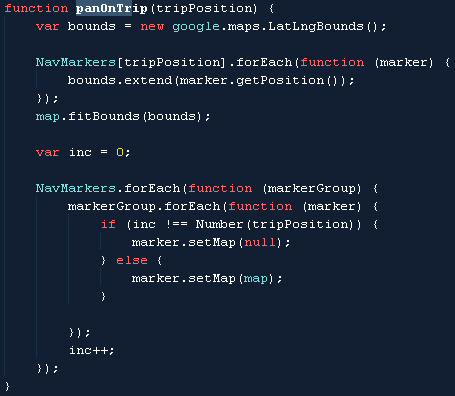 function panOnTrip(tripPosition) {
    var bounds = new google.maps.LatLngBounds();

    NavMarkers[tripPosition].forEach(function (marker) {
        bounds.extend(marker.getPosition());
    });
    map.fitBounds(bounds);

    var inc = 0;

    NavMarkers.forEach(function (markerGroup) {
        markerGroup.forEach(function (marker) {
            if (inc !== Number(tripPosition)) {
                marker.setMap(null);
            } else {
                marker.setMap(map);
            }

        });
        inc++;
    });
}